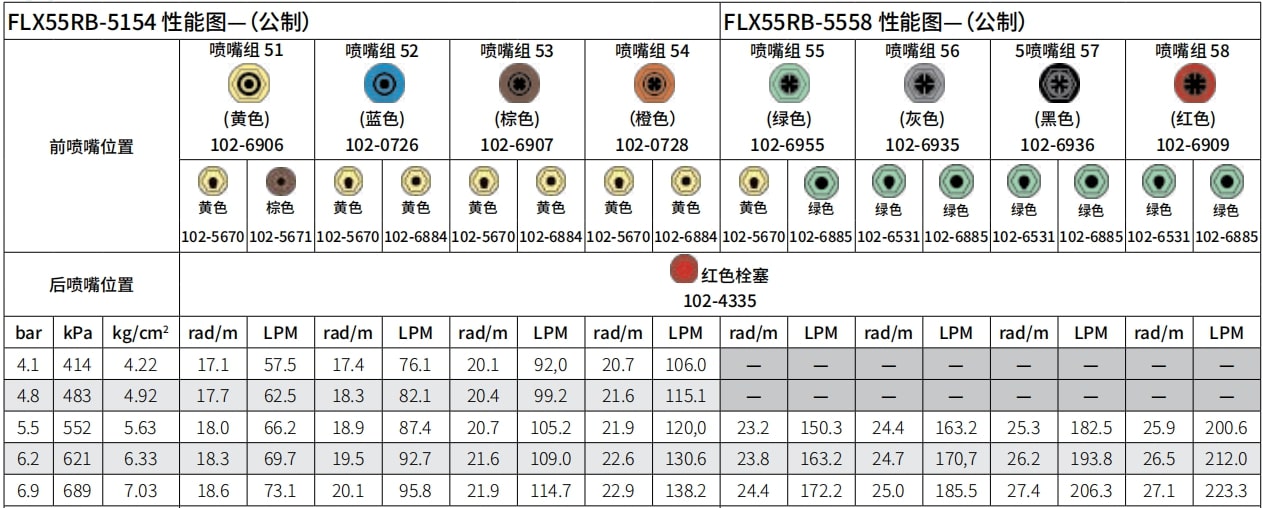 FLX55RB-5154 性能图—（公制） FLX55RB-5558 性能图—（公制）
前喷嘴位置 喷嘴组 51 喷嘴组 52 喷嘴组 53 喷嘴组 54 喷嘴组 55 喷嘴组 56 5喷嘴组 57 喷嘴组 58
(黄色) (蓝色) (棕色) (橙色) (绿色) (灰色) (黑色) (红色)
102-6906 102-0726 102-6907 102-0728 102-6955 102-6935 102-6936 102-6909
黄色 棕色 黄色 黄色 黄色 黄色 黄色 黄色 黄色 绿色 绿色 绿色 绿色 绿色 绿色 绿色
102-5670 102-5671 102-5670 102-6884 102-5670 102-6884 102-5670 102-6884 102-5670 102-6885 102-6531 102-6885 102-6531 102-6885 102-6531 102-6885
后喷嘴位置 红色栓塞
102-4335
bar kPa kg/cm² rad/m LPM rad/m LPM rad/m LPM rad/m LPM rad/m LPM rad/m LPM rad/m LPM rad/m LPM
4.1 414 4.22 17.1 57.5 17.4 76.1 20.1 92,0 20.7 106.0 — — — — — — — —
4.8 483 4.92 17.7 62.5 18.3 82.1 20.4 99.2 21.6 115.1 — — — — — — — —
5.5 552 5.63 18.0 66.2 18.9 87.4 20.7 105.2 21.9 120,0 23.2 150.3 24.4 163.2 25.3 182.5 25.9 200.6
6.2 621 6.33 18.3 69.7 19.5 92.7 21.6 109.0 22.6 130.6 23.8 163.2 24.7 170,7 26.2 193.8 26.5 212.0
6.9 689 7.03 18.6 73.1 20.1 95.8 21.9 114.7 22.9 138.2 24.4 172.2 25.0 185.5 27.4 206.3 27.1 223.3